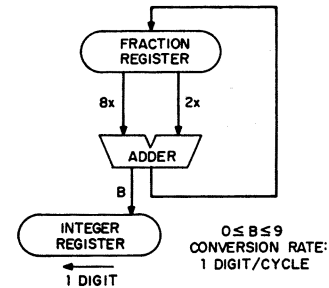 FRACTION
REGISTER
8x
2x
ADDER
B
INTEGER
REGISTER
1 DIGIT
0 ≤ B ≤ 9
CONVERSION RATE:
1 DIGIT/CYCLE